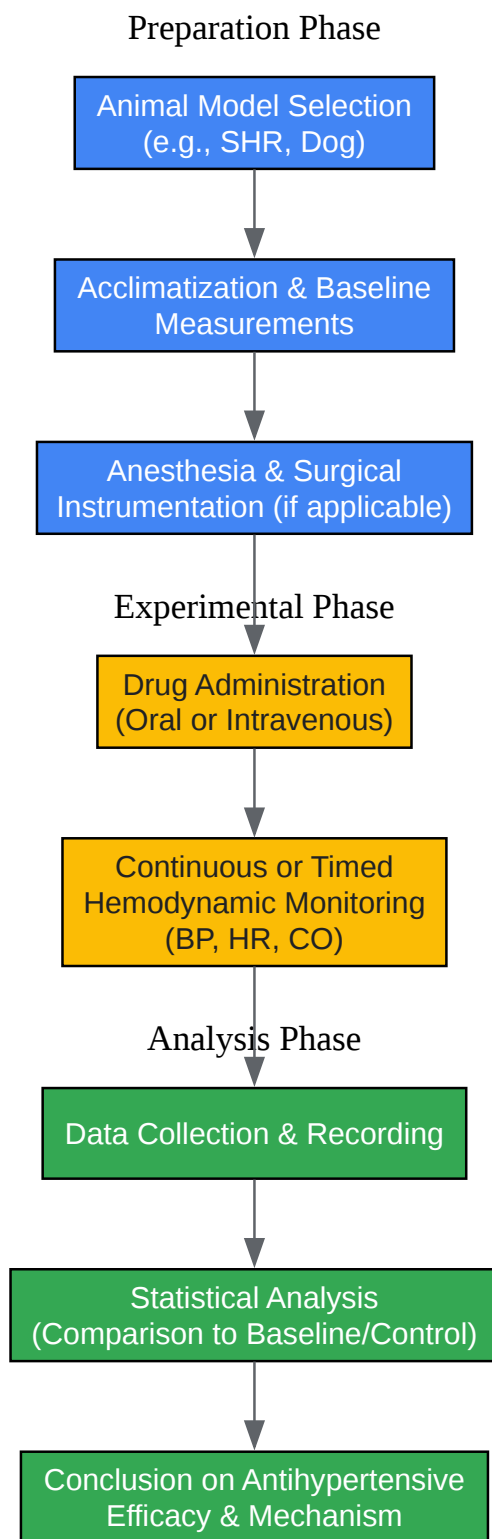 Preparation Phase
Animal Model Selection
(e.g., SHR, Dog)
Acclimatization & Baseline
Measurements
Anesthesia & Surgical
Instrumentation (if applicable)
Experimental Phase
Drug Administration
(Oral or Intravenous)
Continuous or Timed
Hemodynamic Monitoring
(BP, HR, CO)
Analysis Phase
Data Collection & Recording
Statistical Analysis
(Comparison to Baseline/Control)
Conclusion on Antihypertensive
Efficacy & Mechanism